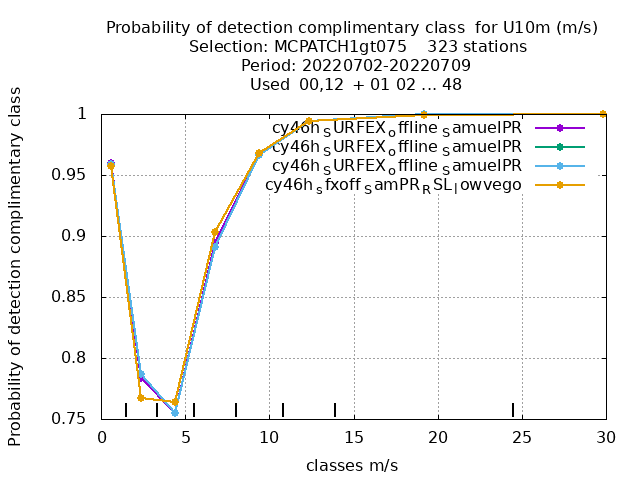 Probability of detection complimentary class  for U10m (m/s)
Selection: MCPATCH1gt075    323 stations
Period: 20220702-20220709
Used  00,12  + 01 02 ... 48
Probability of detection complimentary class
1
0.95
0.9
0.85
0.8
0.75
cy46h_SURFEX_offline_SamuelPR
cy46h_SURFEX_offline_SamuelPR
cy46h_SURFEX_offline_SamuelPR
cy46h_sfxoff_SamPR_RSL_lowvego
0 5 10 15 20 25 30
classes m/s